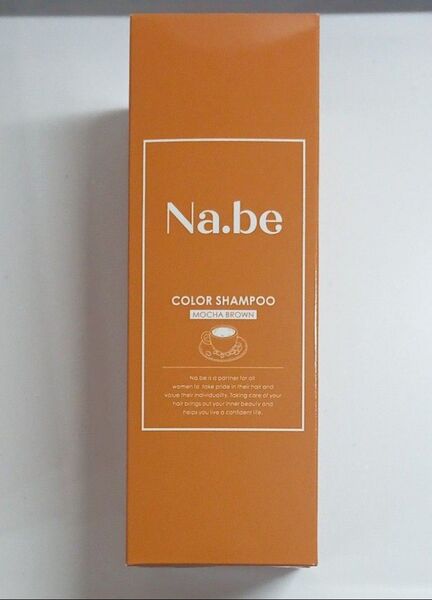 Na.be
COLOR SHAMPOO
MOCHA BROWN
Na.be is a partner for all
women to take pride in their hair and
value their individuality. Taking care of your
hair brings out your inner beauty and
helps you live a confident life.